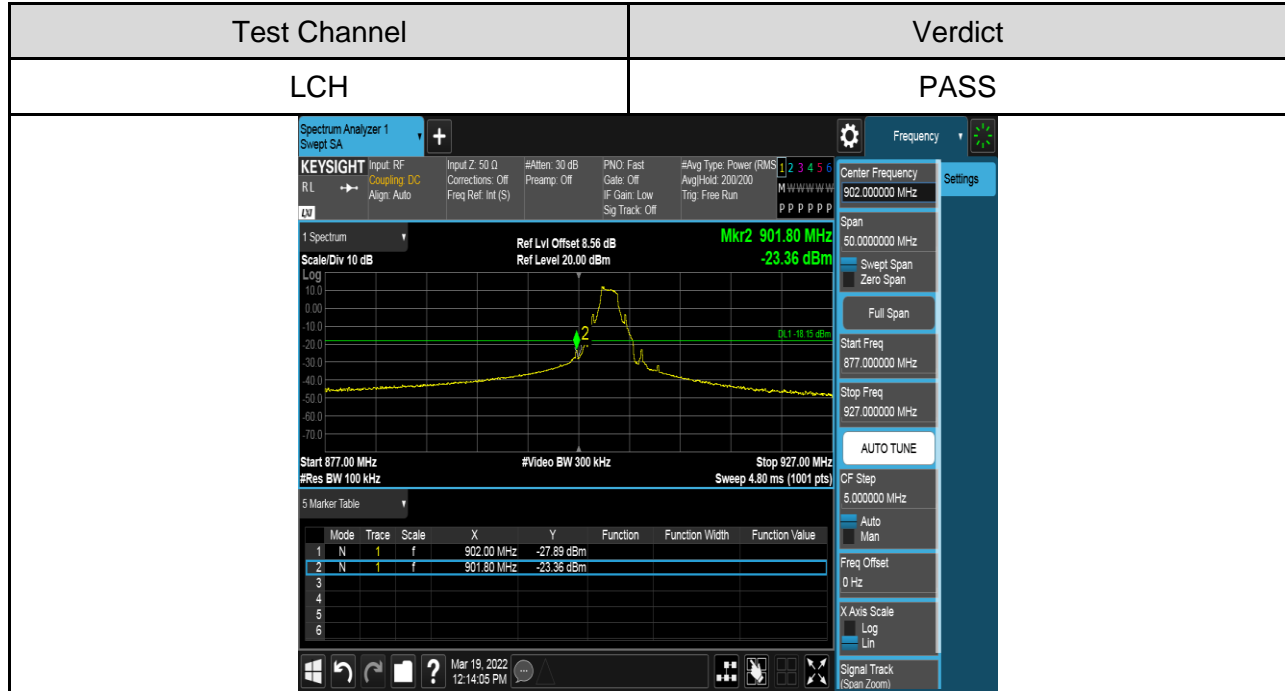 Test Channel Verdict
LCH PASS
Spectrum Analyzer 1
Swept SA
+
Frequency
KEYSIGHT Input: RF Input Z: 50 Ω #Atten: 30 dB PNO: Fast #Avg Type: Power (RMS 1 2 3 4 5 6
RL Coupling: DC Corrections: Off Preamp: Off Gate: Off Avg|Hold: 200/200 M W W W W W
Align: Auto Freq Ref: Int (S) IF Gain: Low Trig: Free Run
LXI Sig Track: Off P P P P P P
1 Spectrum Ref Lvl Offset 8.56 dB Mkr2 901.80 MHz
Scale/Div 10 dB Ref Level 20.00 dBm -23.36 dBm
Log
10.0
0.00
-10.0
2
DL1 -18.15 dBm
-20.0
-30.0
-40.0
-50.0
-60.0
-70.0
Start 877.00 MHz #Video BW 300 kHz Stop 927.00 MHz
#Res BW 100 kHz Sweep 4.80 ms (1001 pts)
5 Marker Table
Mode Trace Scale X Y Function Function Width Function Value
1 N 1 f 902.00 MHz -27.89 dBm
2 N 1 f 901.80 MHz -23.36 dBm
3
4
5
6
? Mar 19, 2022
12:14:05 PM
Settings
Center Frequency
902.000000 MHz
Span
50.0000000 MHz
Swept Span
Zero Span
Full Span
Start Freq
877.000000 MHz
Stop Freq
927.000000 MHz
AUTO TUNE
CF Step
5.000000 MHz
Auto
Man
Freq Offset
0 Hz
X Axis Scale
Log
Lin
Signal Track
(Span Zoom)